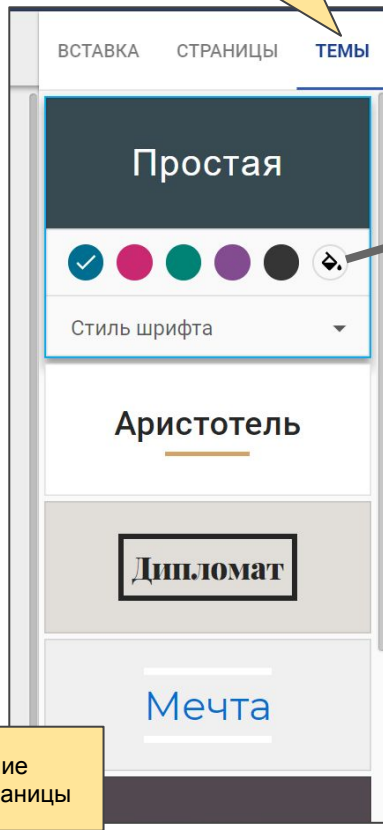 ВСТАВКА СТРАНИЦЫ ТЕМЫ
Простая
Стиль шрифта
Аристотель
Дипломат
Мечта